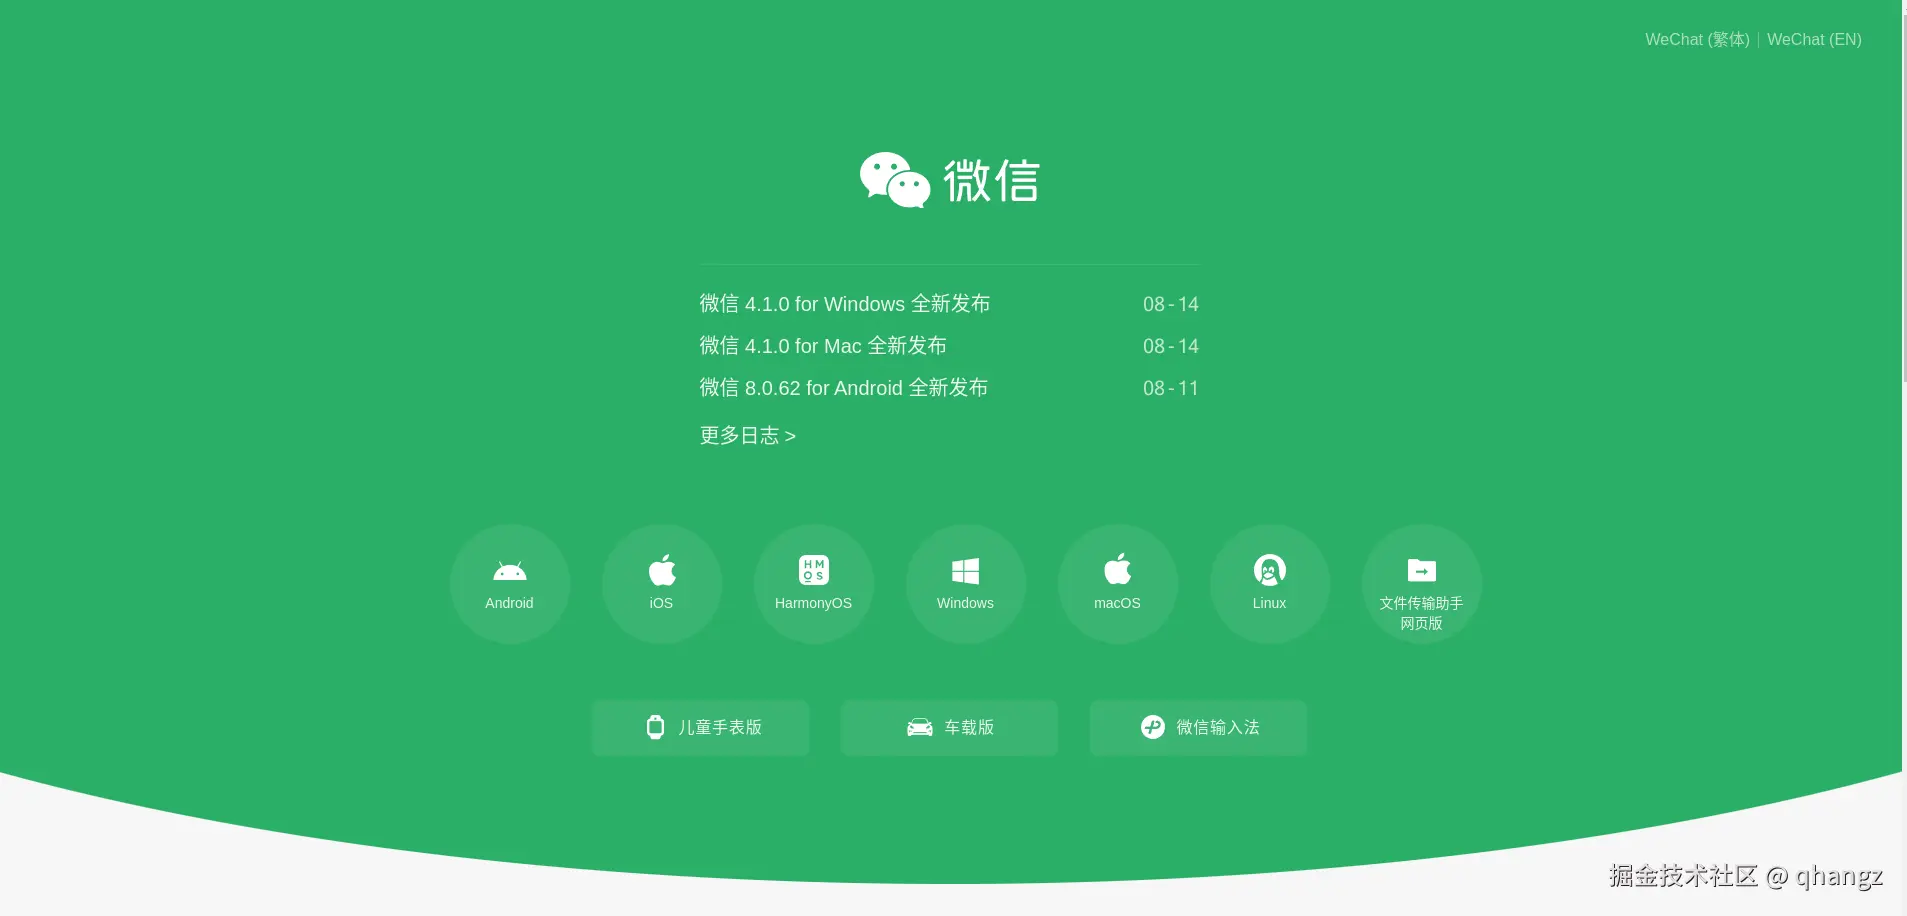 WeChat (繁体) | WeChat (EN)
微信
微信 4.1.0 for Windows 全新发布 08-14
微信 4.1.0 for Mac 全新发布 08-14
微信 8.0.62 for Android 全新发布 08-11
更多日志 >
Android
iOS
HM
OS
HarmonyOS
Windows
macOS
Linux
文件传输助手
网页版
儿童手表版
车载版
微信输入法
掘金技术社区 @ qhangz